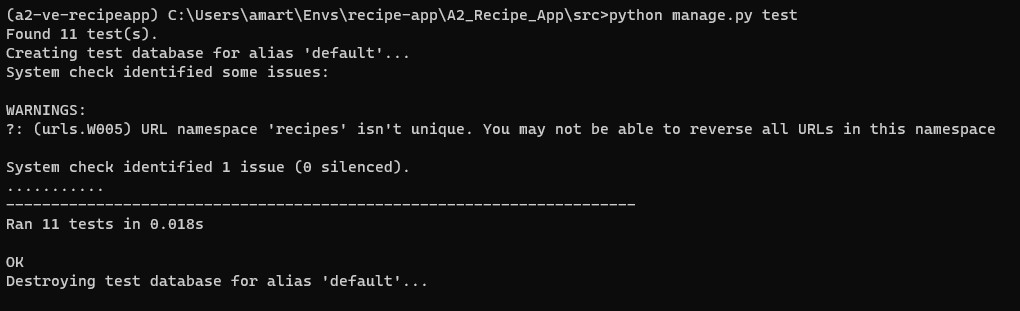 (a2-ve-recipeapp) C:\Users\amart\Envs\recipe-app\A2_Recipe_App\src>python manage.py test
Found 11 test(s).
Creating test database for alias 'default'...
System check identified some issues:
WARNINGS:
?: (urls.W005) URL namespace 'recipes' isn't unique. You may not be able to reverse all URLs in this namespace
System check identified 1 issue (0 silenced).
...........
----------------------------------------------------------------------
Ran 11 tests in 0.018s
OK
Destroying test database for alias 'default'...